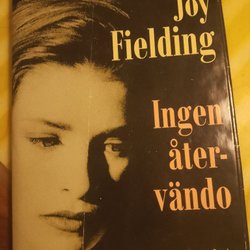 Joy
Fielding
Ingen
åter-
vändo